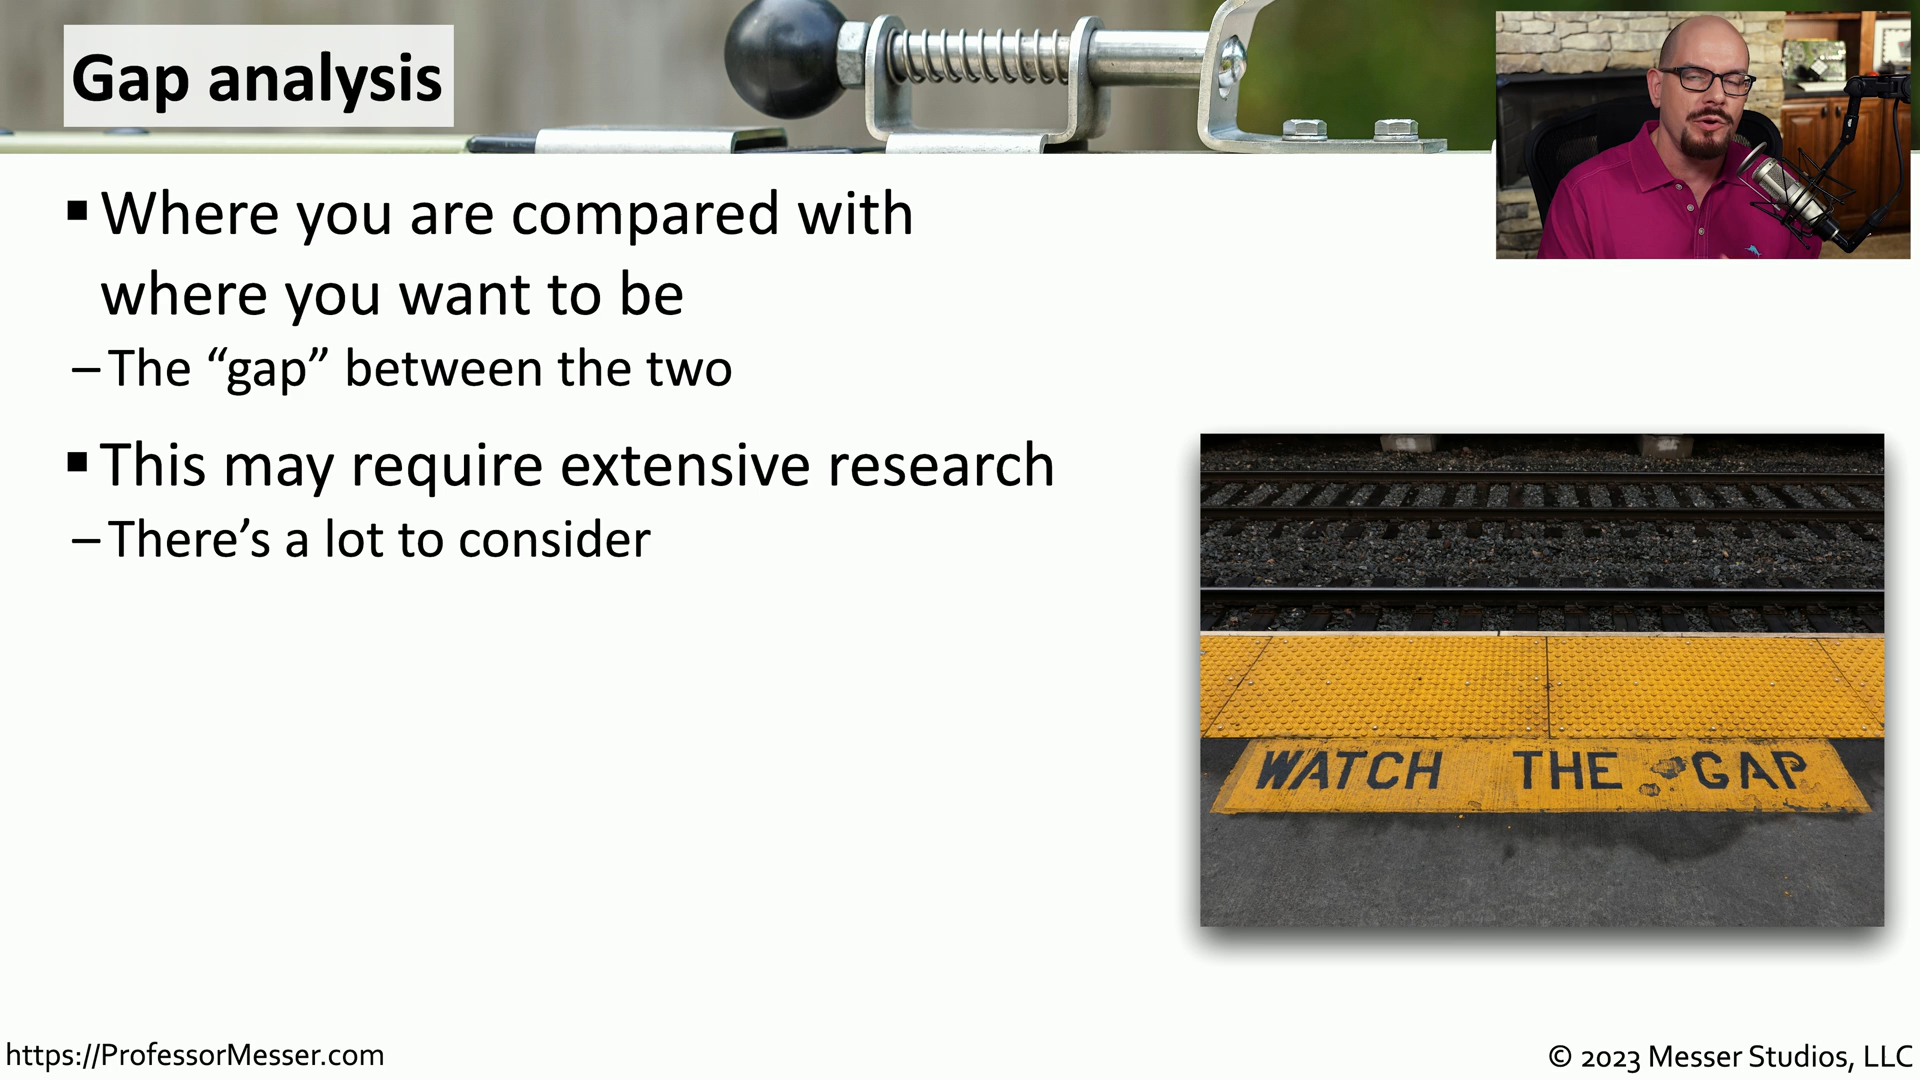 Gap analysis
▪ Where you are compared with
where you want to be
– The “gap” between the two
▪ This may require extensive research
– There’s a lot to consider
WATCH THE GAP
https://ProfessorMesser.com
© 2023 Messer Studios, LLC